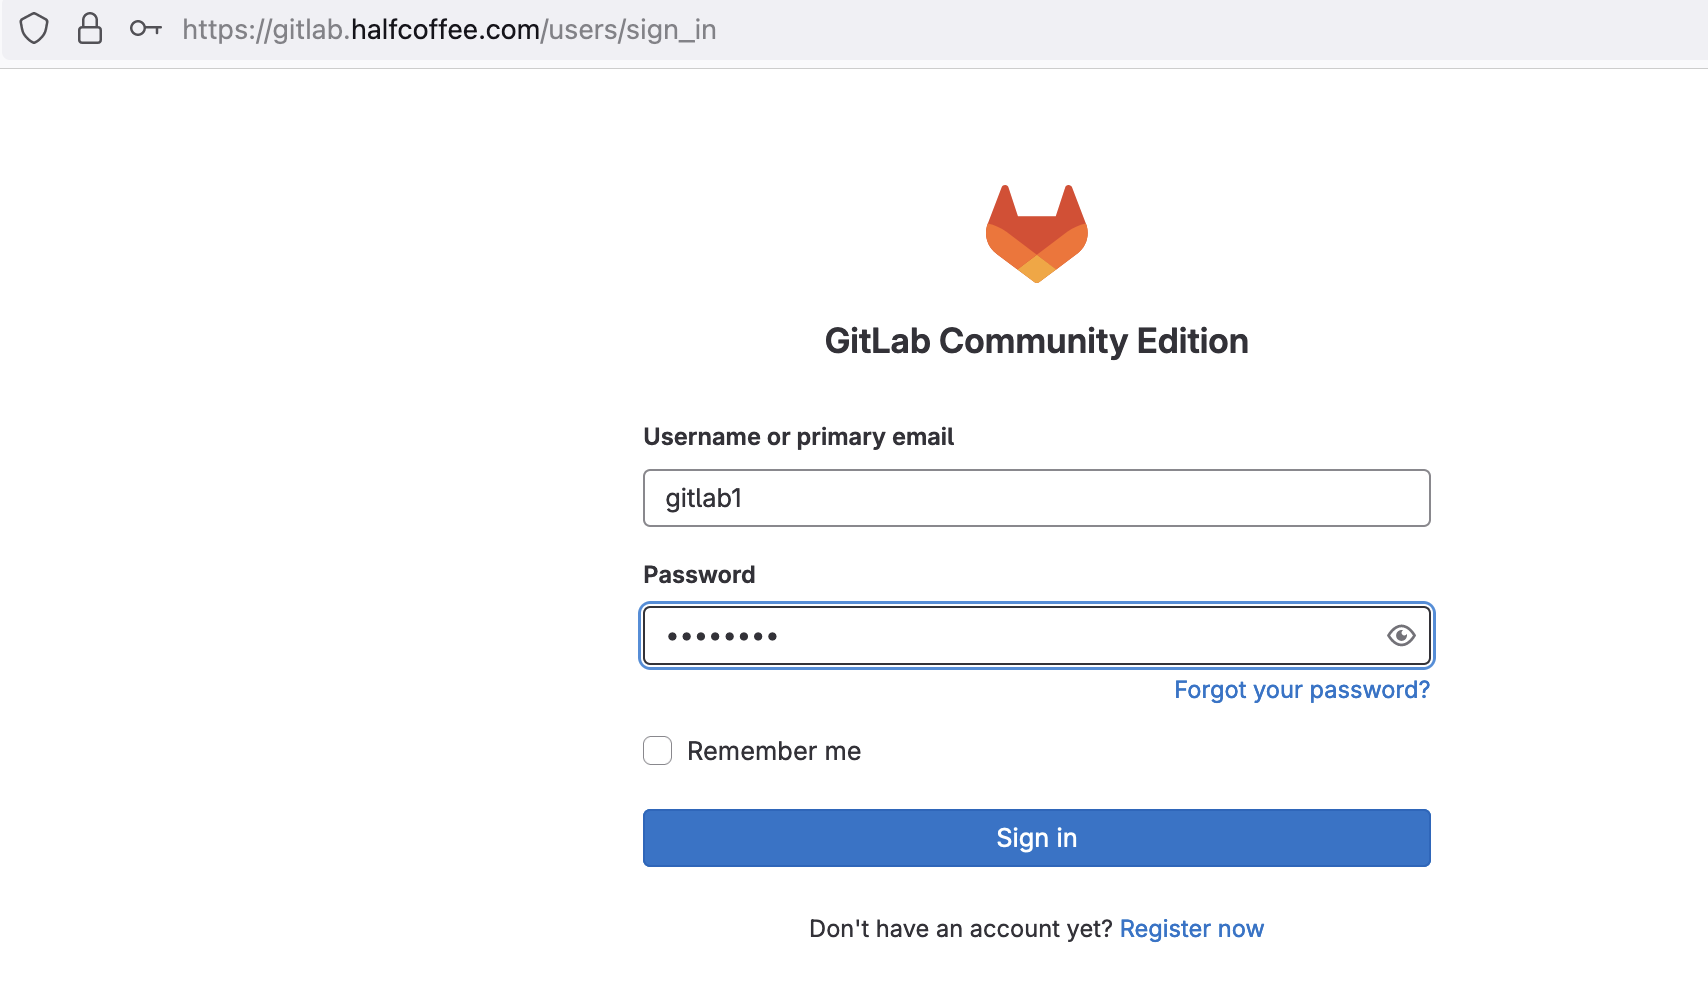 https://gitlab.halfcoffee.com/users/sign_in
GitLab Community Edition
Username or primary email
gitlab1
Password
••••••••
Forgot your password?
Remember me
Sign in
Don't have an account yet? Register now